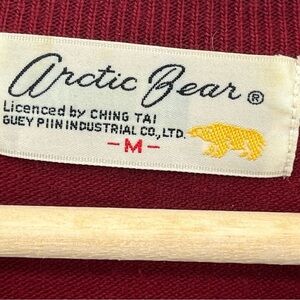 Arctic Bear ®
Licenced by CHING TAI
GUEY PIIN INDUSTRIAL CO., LTD.
-M-